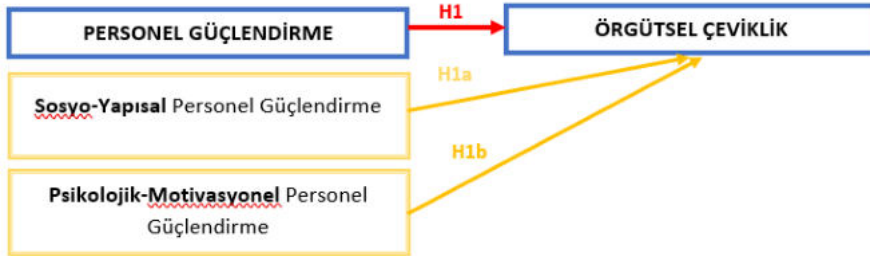 H1
PERSONEL GÜÇLENDİRME
ÖRGÜTSEL ÇEVİKLİK
H1a
Sosyo-Yapısal Personel Güçlendirme
H1b
Psikolojik-Motivasyonel Personel
Güçlendirme